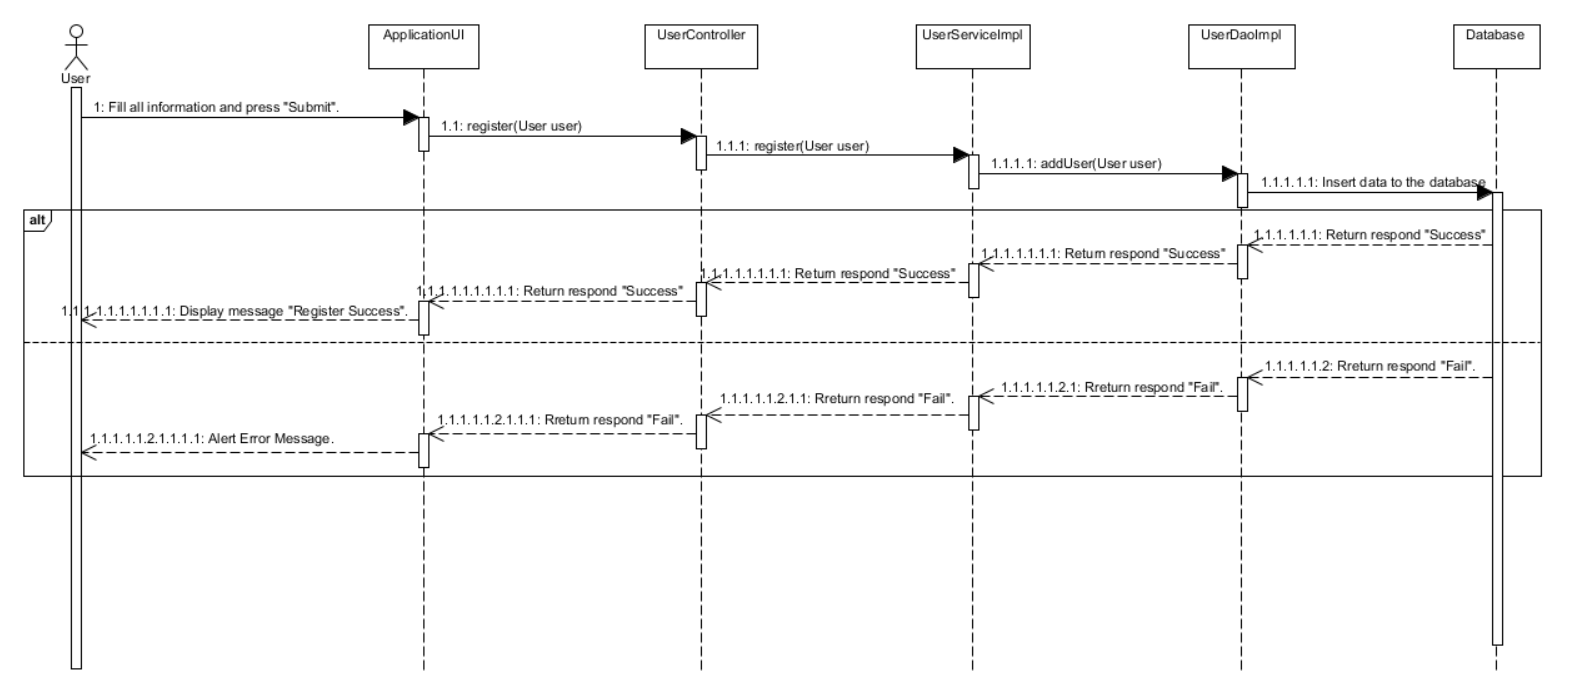 User
ApplicationUI
UserController
UserServiceImpl
UserDaoImpl
Database
1: Fill all information and press "Submit".
1.1: register(User user)
1.1.1: register(User user)
1.1.1.1: addUser(User user)
1.1.1.1.1: Insert data to the database
alt
1.1.1.1.1.1: Return respond "Success"
1.1.1.1.1.1.1: Return respond "Success"
1.1.1.1.1.1.1.1: Return respond "Success"
1.1.1.1.1.1.1.1.1: Return respond "Success"
1.1.1.1.1.1.1.1.1.1: Display message "Register Success".
1.1.1.1.1.2: Rreturn respond "Fail".
1.1.1.1.1.2.1: Rreturn respond "Fail".
1.1.1.1.1.2.1.1: Rreturn respond "Fail".
1.1.1.1.1.2.1.1.1: Rreturn respond "Fail".
1.1.1.1.1.2.1.1.1.1: Alert Error Message.